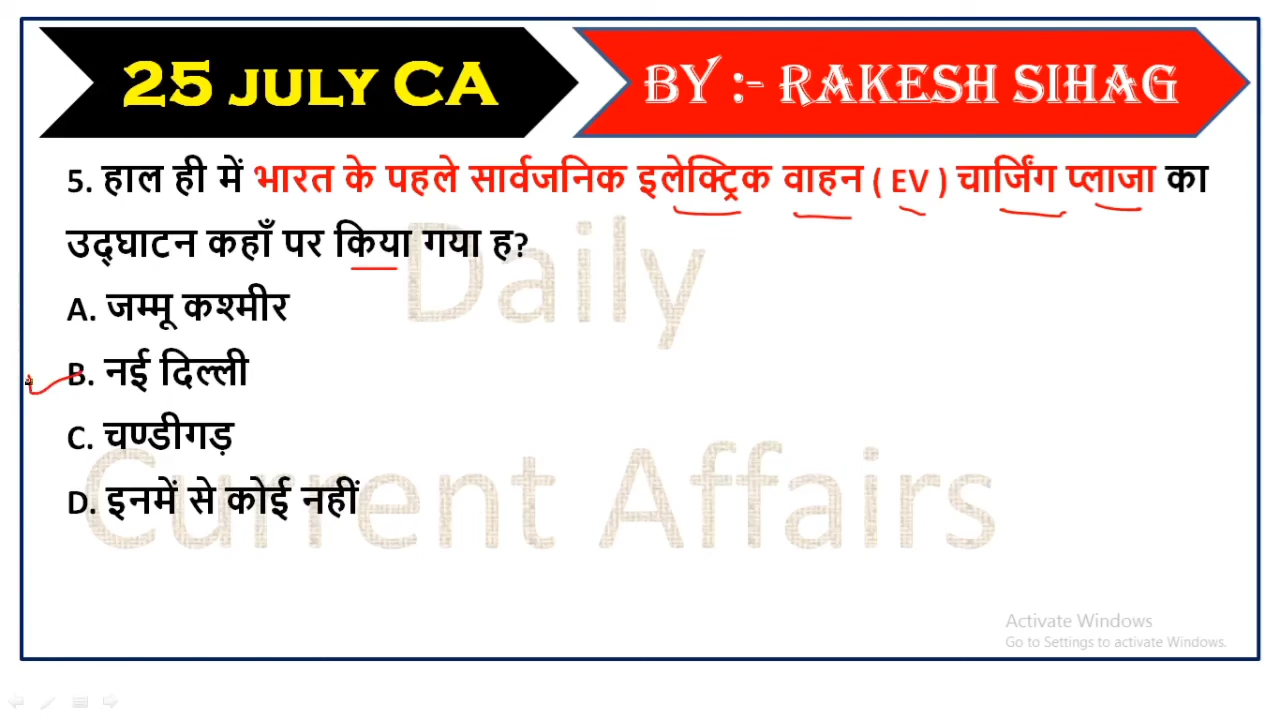 25 JULY CA
BY :- RAKESH SIHAG
5. हाल ही में भारत के पहले सार्वजनिक इलेक्ट्रिक वाहन ( EV ) चार्जिंग प्लाजा का
उद्घाटन कहाँ पर किया गया ह?
A. जम्मू कश्मीर
B. नई दिल्ली
C. चण्डीगड़
D. इनमें से कोई नहीं
Daily
Current Affairs
Activate Windows
Go to Settings to activate Windows.